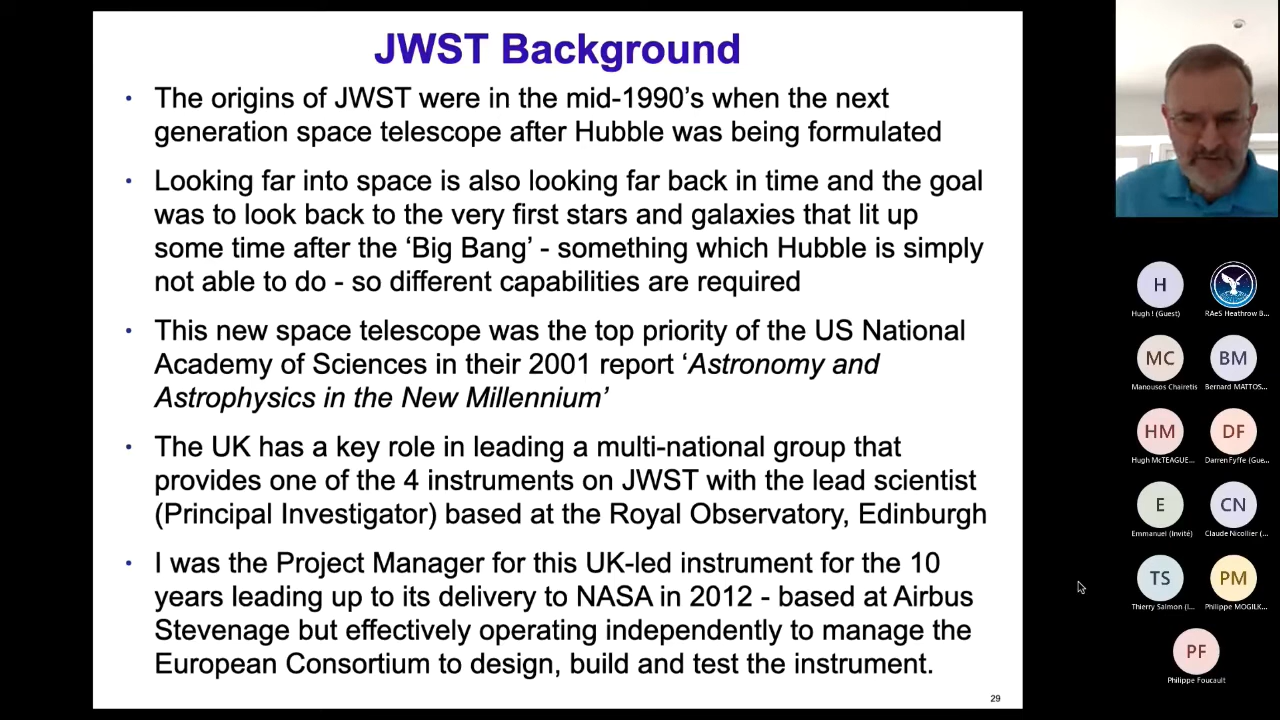 JWST Background
• The origins of JWST were in the mid-1990's when the next
generation space telescope after Hubble was being formulated
• Looking far into space is also looking far back in time and the goal
was to look back to the very first stars and galaxies that lit up
some time after the ‘Big Bang’ - something which Hubble is simply
not able to do - so different capabilities are required
• This new space telescope was the top priority of the US National
Academy of Sciences in their 2001 report ‘Astronomy and
Astrophysics in the New Millennium’
• The UK has a key role in leading a multi-national group that
provides one of the 4 instruments on JWST with the lead scientist
(Principal Investigator) based at the Royal Observatory, Edinburgh
• I was the Project Manager for this UK-led instrument for the 10
years leading up to its delivery to NASA in 2012 - based at Airbus
Stevenage but effectively operating independently to manage the
European Consortium to design, build and test the instrument.
29
H
Hugh ! (Guest)
RAeS Heathrow B...
MC
Manousos Chairetis
BM
Bernard MATTOS...
HM
Hugh McTEAGUE...
DF
Darren Fyffe (Gue...
E
Emmanuel (Invité)
CN
Claude Nicollier (...
TS
Thierry Salmon (I...
PM
Philippe MOGILK...
PF
Philippe Foucault